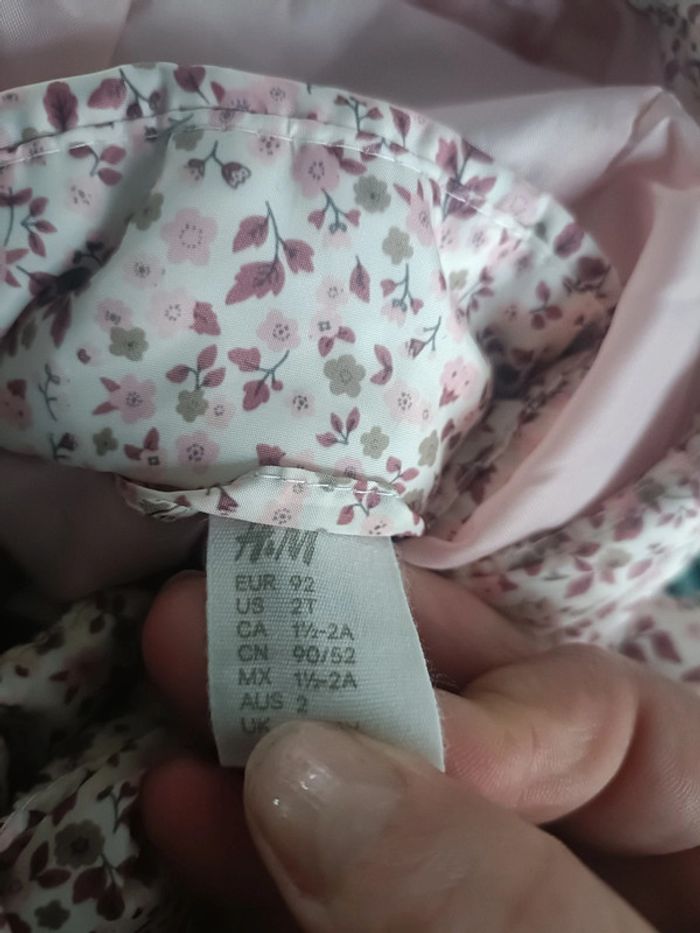 H&M
EUR 92
US 2T
CA 1½-2A
CN 90/52
MX 1½-2A
AUS 2
UK